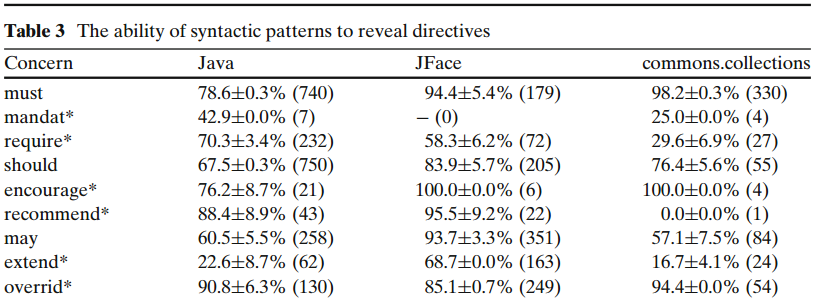 Table 3 The ability of syntactic patterns to reveal directives
Concern Java JFace commons.collections
must 78.6±0.3% (740) 94.4±5.4% (179) 98.2±0.3% (330)
mandat* 42.9±0.0% (7) – (0) 25.0±0.0% (4)
require* 70.3±3.4% (232) 58.3±6.2% (72) 29.6±6.9% (27)
should 67.5±0.3% (750) 83.9±5.7% (205) 76.4±5.6% (55)
encourage* 76.2±8.7% (21) 100.0±0.0% (6) 100.0±0.0% (4)
recommend* 88.4±8.9% (43) 95.5±9.2% (22) 0.0±0.0% (1)
may 60.5±5.5% (258) 93.7±3.3% (351) 57.1±7.5% (84)
extend* 22.6±8.7% (62) 68.7±0.0% (163) 16.7±4.1% (24)
overrid* 90.8±6.3% (130) 85.1±0.7% (249) 94.4±0.0% (54)